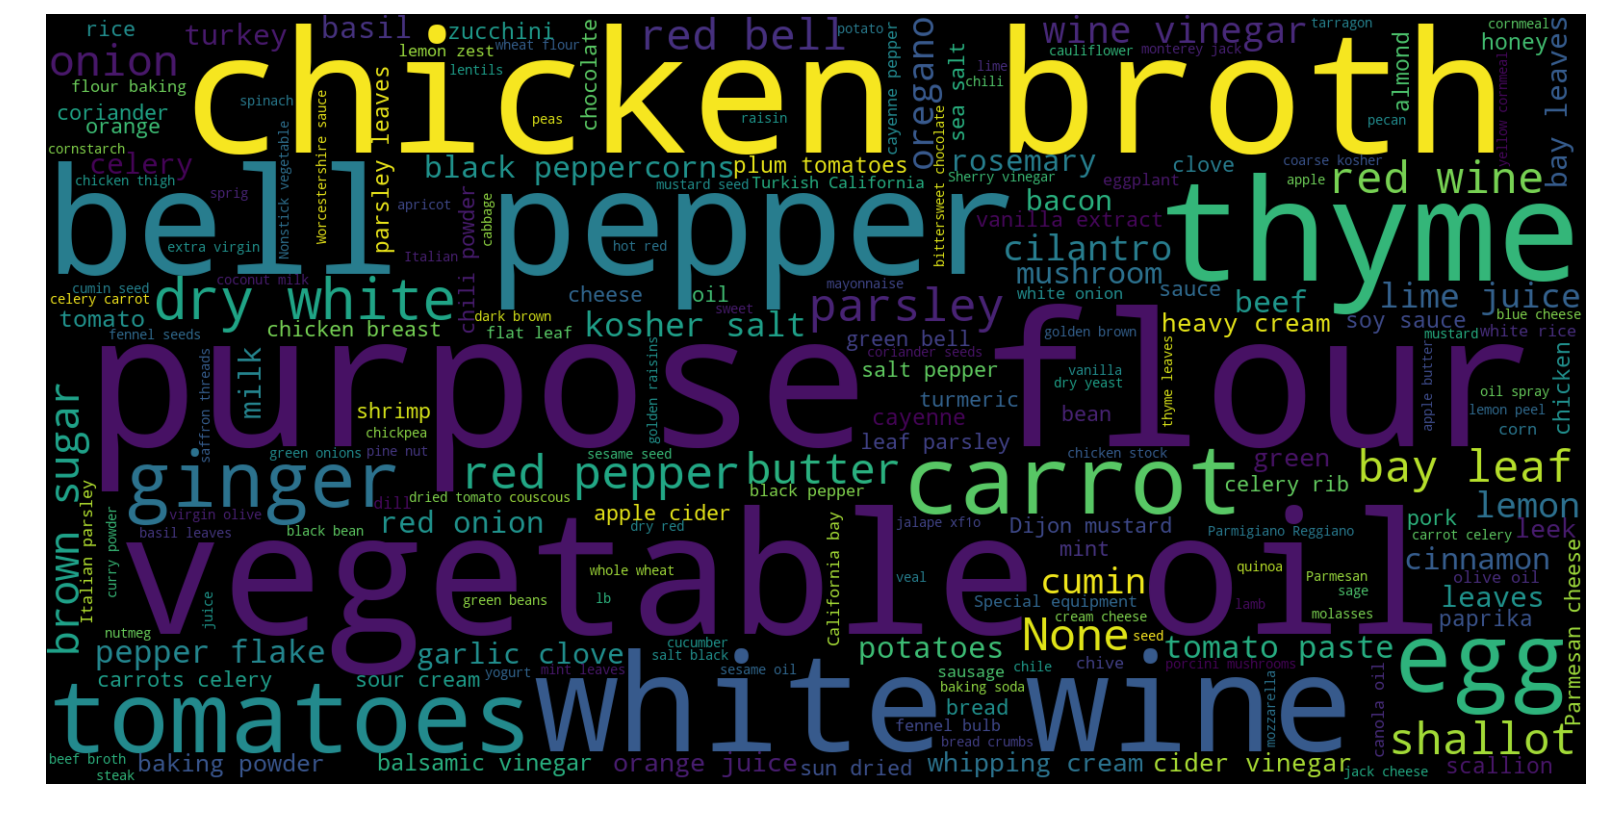 rice
turkey
basil
zucchini
red bell
potato
wine vinegar
tarragon
cornmeal
honey
onion
chicken broth
lemon zest
wheat flour
lentils
chocolate
cayenne pepper
oregano
sea salt
cauliflower
monterey jack
lime
chili
almond
bay leaves
flour baking
coriander
orange
spinach
Worcestershire sauce
parsley leaves
peas
raisin
pecan
yellow cornmeal
cornstarch
celery
Nonstick vegetable
black peppercorns
plum tomatoes
bittersweet chocolate
rosemary
clove
coarse kosher
red wine
chicken thigh
sprig
mustard seed
Turkish California
sherry vinegar
eggplant
apple
bell pepper
thyme
apricot
cabbage
chili powder
bacon
vanilla extract
extra virgin
Italian
hot red
cilantro
mushroom
cumin seed
coconut milk
celery carrot
dry white
cheese
oil
mayonnaise
parsley
white onion
sauce
beef
lime juice
tomato
sweet
dark brown
blue cheese
fennel seeds
chicken breast
flat leaf
kosher salt
green bell
golden brown
heavy cream
soy sauce
mustard
white rice
purpose flour
saffron threads
milk
golden raisins
coriander seeds
salt pepper
vanilla
dry yeast
thyme leaves
apple butter
chicken
brown sugar
shrimp
chickpea
turmeric
cayenne
bean
oil spray
lemon peel
corn
pine nut
leaf parsley
green onions
sesame seed
chicken stock
green
ginger
red pepper
butter
carrot
bay leaf
celery rib
Italian parsley
dill
dried tomato couscous
black pepper
lemon
virgin olive
apple cider
red onion
dry red
jalape xf1o
Dijon mustard
Parmigiano Reggiano
pork
leek
carrot celery
basil leaves
black bean
curry powder
California bay
mint
cinnamon
Parmesan cheese
vegetable oil
whole wheat
veal
cumin
quinoa
Parmesan
sage
olive oil
leaves
juice
green beans
lb
Special equipment
cream cheese
lamb
molasses
paprika
nutmeg
cucumber
None
seed
pepper flake
garlic clove
salt black
potatoes
tomato paste
egg
carrots celery
sour cream
yogurt
mint leaves
sesame oil
sausage
chile
chive
porcini mushrooms
baking soda
canola oil
tomatoes
white wine
bread
fennel bulb
bread crumbs
mozzarella
shallot
beef broth
steak
baking powder
balsamic vinegar
orange juice
sun dried
whipping cream
cider vinegar
jack cheese
scallion